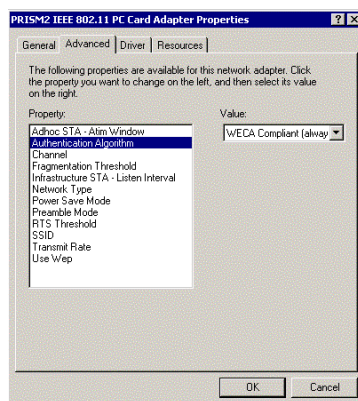 PRISM2 IEEE 802.11 PC Card Adapter Properties
General Advanced Driver Resources
The following properties are available for this network adapter. Click
the property you want to change on the left, and then select its value
on the right.
Property: Value:
Adhoc STA - Atim Window WECA Compliant (alway
Authentication Algorithm
Channel
Fragmentation Threshold
Infrastructure STA - Listen Interval
Network Type
Power Save Mode
Preamble Mode
RTS Threshold
SSID
Transmit Rate
Use Wep
OK Cancel